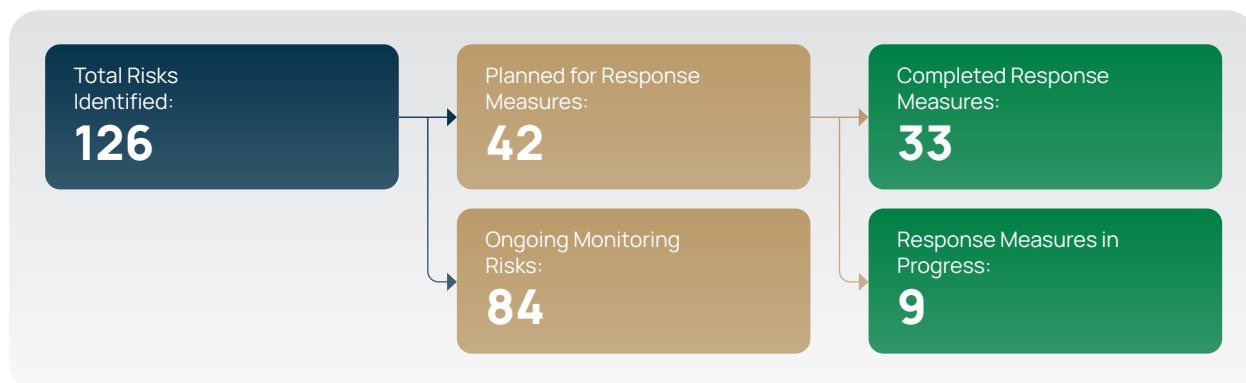 Total Risks
Identified:
126
Planned for Response
Measures:
42
Completed Response
Measures:
33
Ongoing Monitoring
Risks:
84
Response Measures in
Progress:
9